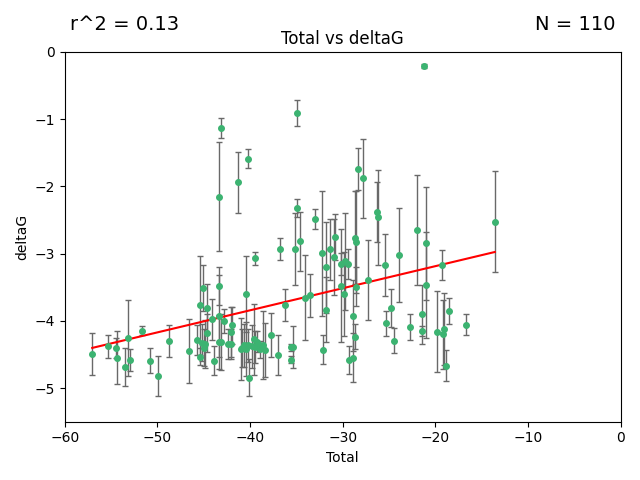 r^2 = 0.13
N = 110
Total vs deltaG
0
−1
−2
−3
−4
−5
deltaG
−60
−50
−40
−30
−20
−10
0
Total